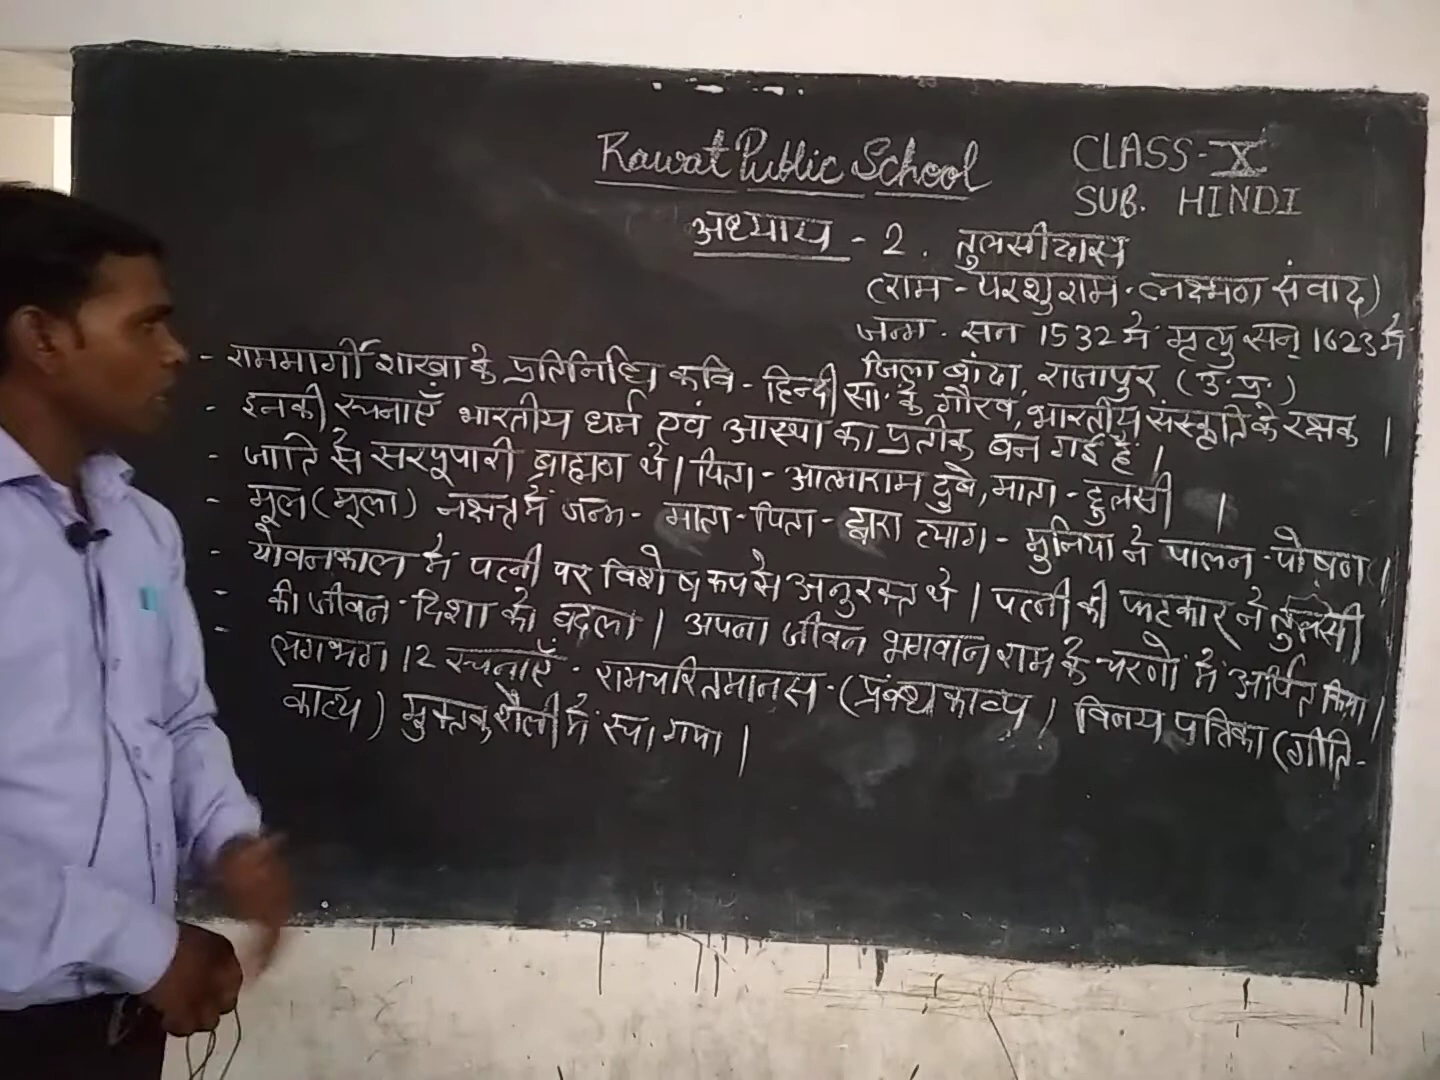 Rawat Public School
CLASS-X
SUB. HINDI
अध्याय - 2. तुलसीदास
(राम - परशुराम - लक्ष्मण संवाद)
जन्म - सन 1532 में मृत्यु सन् 1623 में
जिला बांदा, राजापुर (उ.प्र.)
- राममार्गी शाखा के प्रतिनिधि कवि - हिन्दी सा. के गौरव, भारतीय संस्कृति के रक्षक।
- इनकी रचनाएँ भारतीय धर्म एवं आस्था का प्रतीक बन गई हैं।
- जाति से सरयूपारी ब्राह्मण थे। पिता - आत्माराम दुबे, माता - हुलसी।
- मूल (मूला) नक्षत्र में जन्म - माता - पिता - द्वारा त्याग - मुनिया ने पालन - पोषण।
- यौवनकाल में पत्नी पर विशेष रूप से अनुरक्त थे। पत्नी की फटकार ने तुलसी
- की जीवन - दिशा को बदला। अपना जीवन भगवान राम के चरणों में अर्पित किया।
- लगभग 12 रचनाएँ - रामचरितमानस - (प्रबन्ध काव्य) विनय पत्रिका (गीति-
काव्य) मुक्तक शैली में रचा गया।